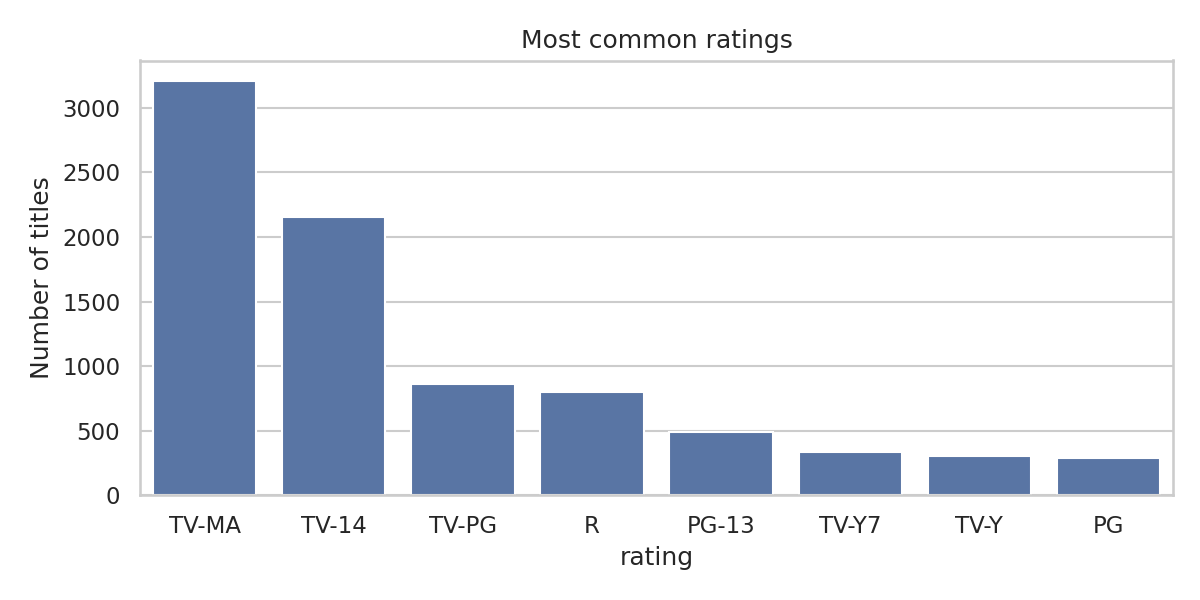 Most common ratings
Number of titles
3000
2500
2000
1500
1000
500
0
TV-MA TV-14 TV-PG R PG-13 TV-Y7 TV-Y PG
rating